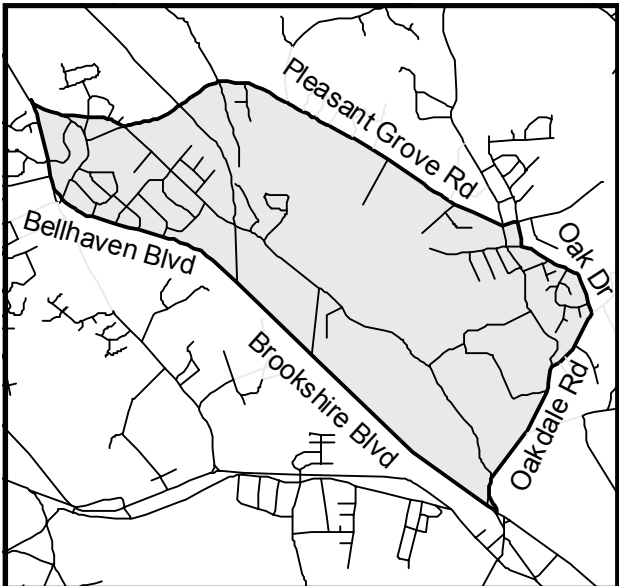 Pleasant Grove Rd
Bellhaven Blvd
Oak Dr
Brookshire Blvd
Oakdale Rd